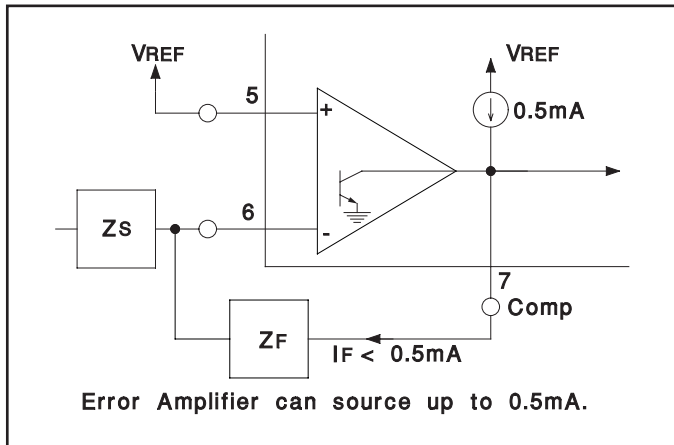 VREF
5
+
VREF
0.5mA
ZS
6
-
7
Comp
ZF
IF < 0.5mA
Error Amplifier can source up to 0.5mA.